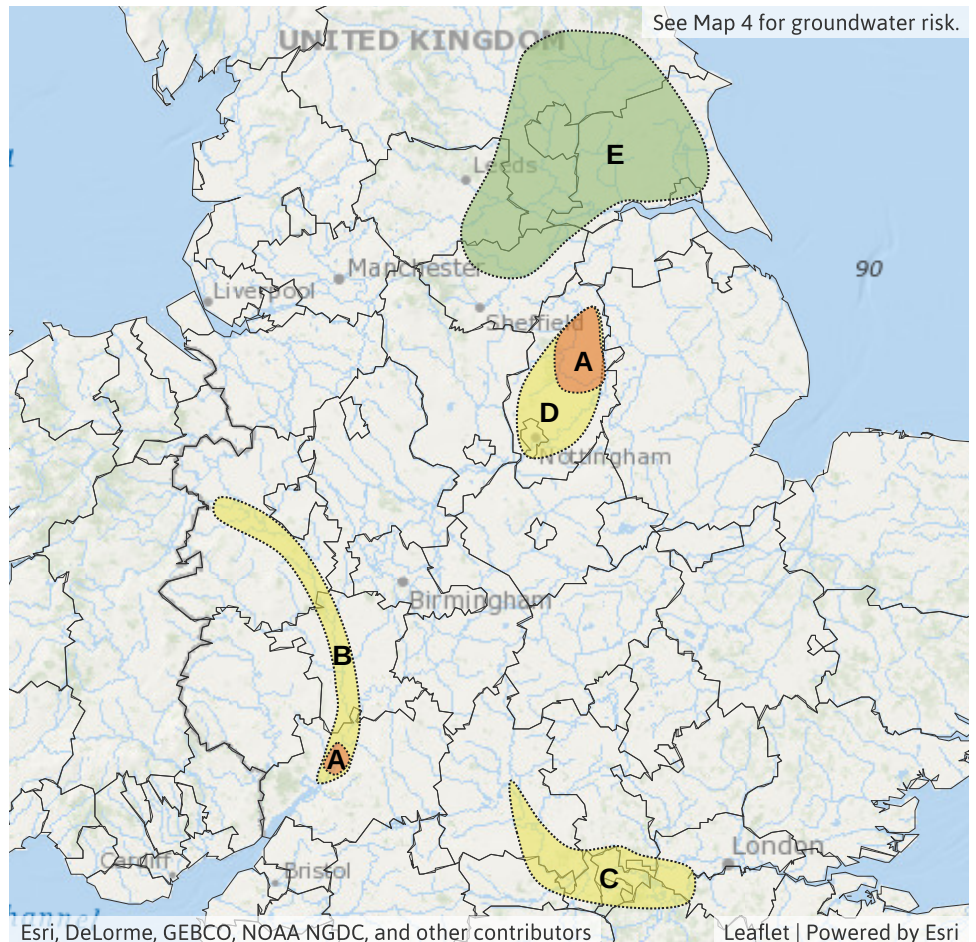 See Map 4 for groundwater risk.
UNITED KINGDOM
E
Leeds
Manchester
90
Liverpool
Sheffield
A
D
Nottingham
Birmingham
B
A
London
Cardiff
Bristol
C
hannel
Esri, DeLorme, GEBCO, NOAA NGDC, and other contributors
Leaflet | Powered by Esri